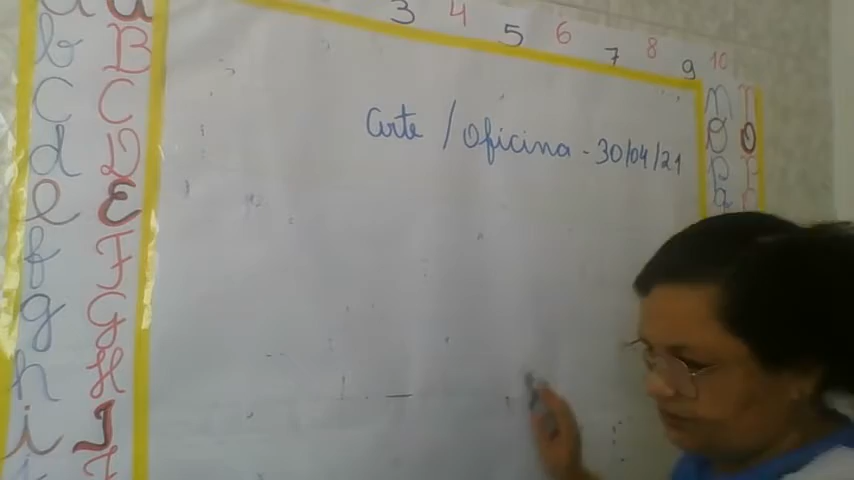 3 4 5 6 7 8 9 10
Arte / Oficina - 30/04/21
b B
C C
d D
e E
f F
g G
h H
i I